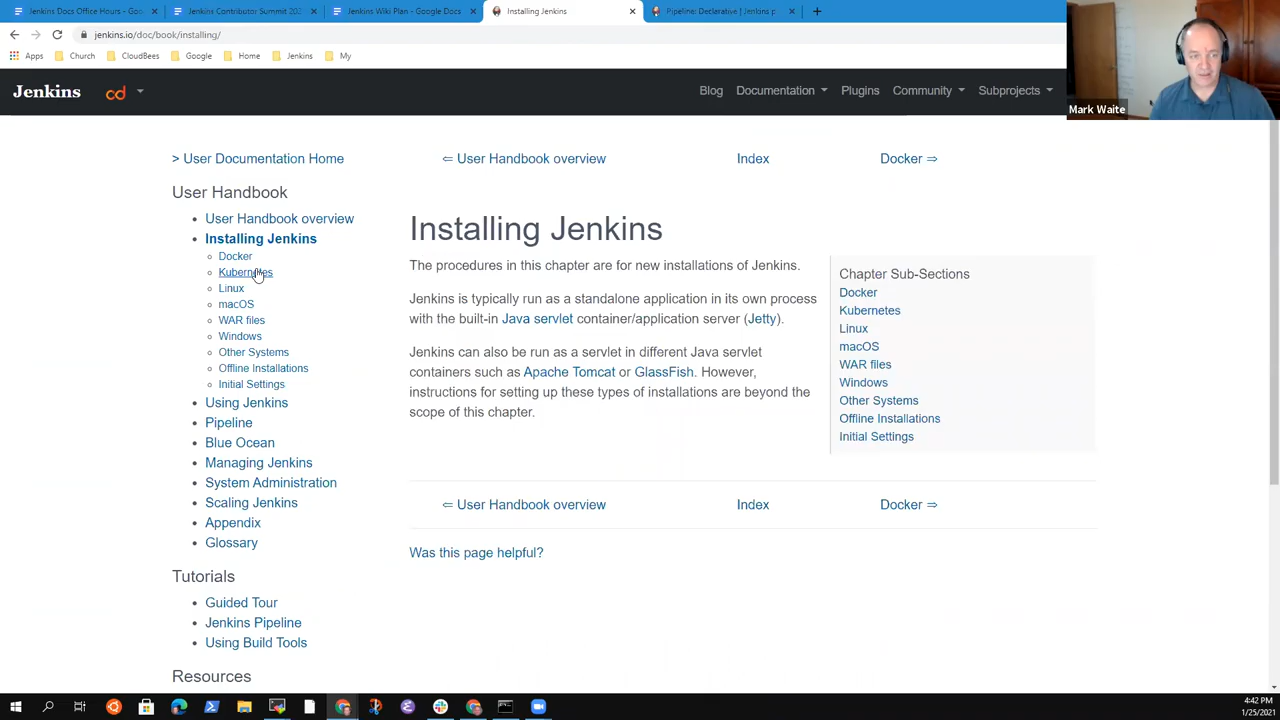 Jenkins Docs Office Hours - Goo
Jenkins Contributor Summit 202
Jenkins Wiki Plan - Google Docs
Installing Jenkins
Pipeline: Declarative | Jenkins p
jenkins.io/doc/book/installing/
Apps
Church
CloudBees
Google
Home
Jenkins
My
Jenkins
cd
Blog
Documentation
Plugins
Community
Subprojects
Mark Waite
> User Documentation Home
⇐ User Handbook overview
Index
Docker ⇒
User Handbook
User Handbook overview
Installing Jenkins
Docker
Kubernetes
Linux
macOS
WAR files
Windows
Other Systems
Offline Installations
Initial Settings
Using Jenkins
Pipeline
Blue Ocean
Managing Jenkins
System Administration
Scaling Jenkins
Appendix
Glossary
Tutorials
Guided Tour
Jenkins Pipeline
Using Build Tools
Resources
Installing Jenkins
The procedures in this chapter are for new installations of Jenkins.
Jenkins is typically run as a standalone application in its own process
with the built-in Java servlet container/application server (Jetty).
Jenkins can also be run as a servlet in different Java servlet
containers such as Apache Tomcat or GlassFish. However,
instructions for setting up these types of installations are beyond the
scope of this chapter.
Chapter Sub-Sections
Docker
Kubernetes
Linux
macOS
WAR files
Windows
Other Systems
Offline Installations
Initial Settings
⇐ User Handbook overview
Index
Docker ⇒
Was this page helpful?
4:42 PM
1/25/2021